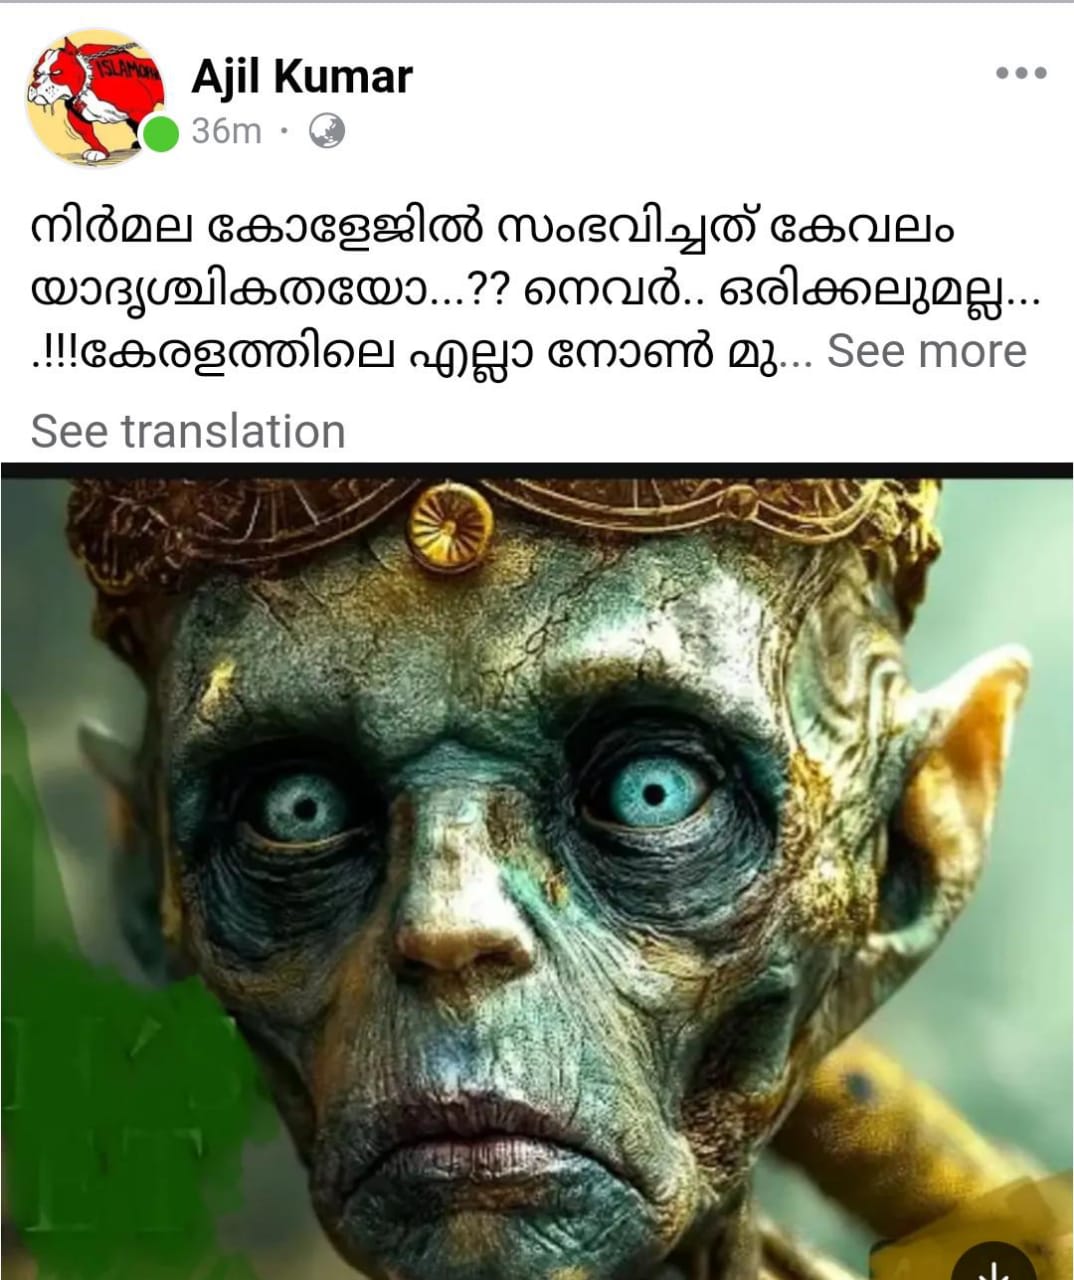 Ajil Kumar
36m
നിർമല കോളേജിൽ സംഭവിച്ചത് കേവലം
യാദൃശ്ചികതയോ...?? നെവർ.. ഒരിക്കലുമല്ല...
.!!!കേരളത്തിലെ എല്ലാ നോൺ മു... See more
See translation